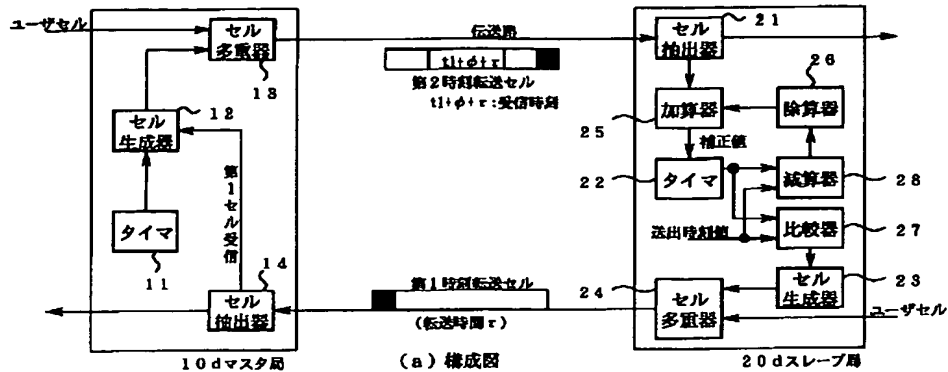 ユーザセル
セル
多重器
13
伝送路
t1+φ+r
第2時刻転送セル
t1+φ+r:受信時刻
21
セル
抽出器
26
12
セル
生成器
加算器
除算器
25
補正値
第1セル受信
22
タイマ
減算器
28
タイマ
送出時刻値
比較器
27
11
14
セル
抽出器
第1時刻転送セル
(転送時間r)
24
セル
多重器
セル
生成器
23
ユーザセル
10dマスタ局
(a)構成図
20dスレーブ局